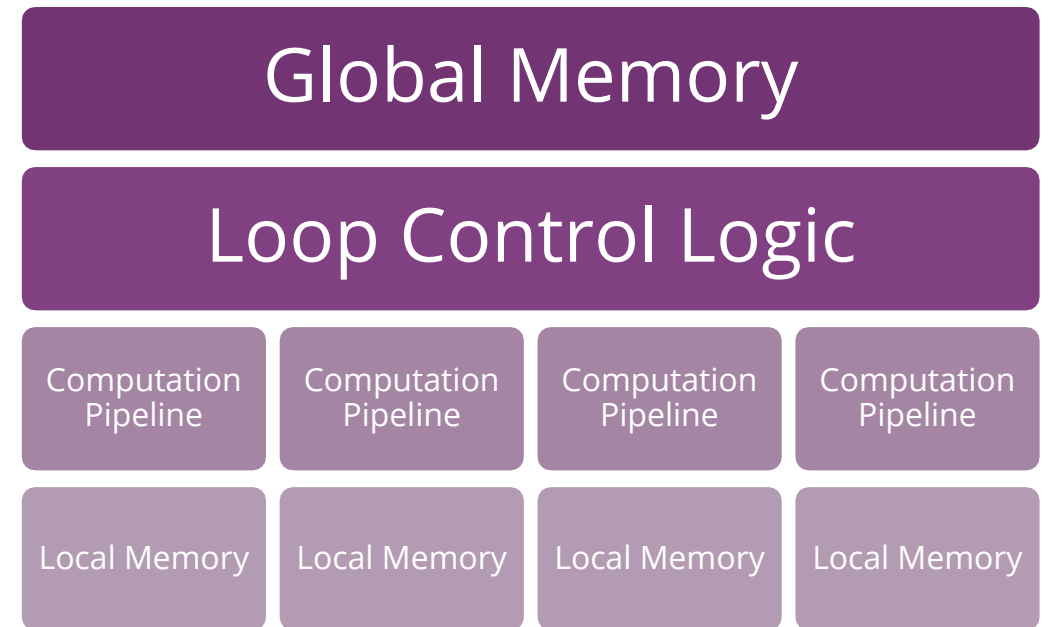 Global Memory
Loop Control Logic
Computation
Pipeline
Computation
Pipeline
Computation
Pipeline
Computation
Pipeline
Local Memory
Local Memory
Local Memory
Local Memory